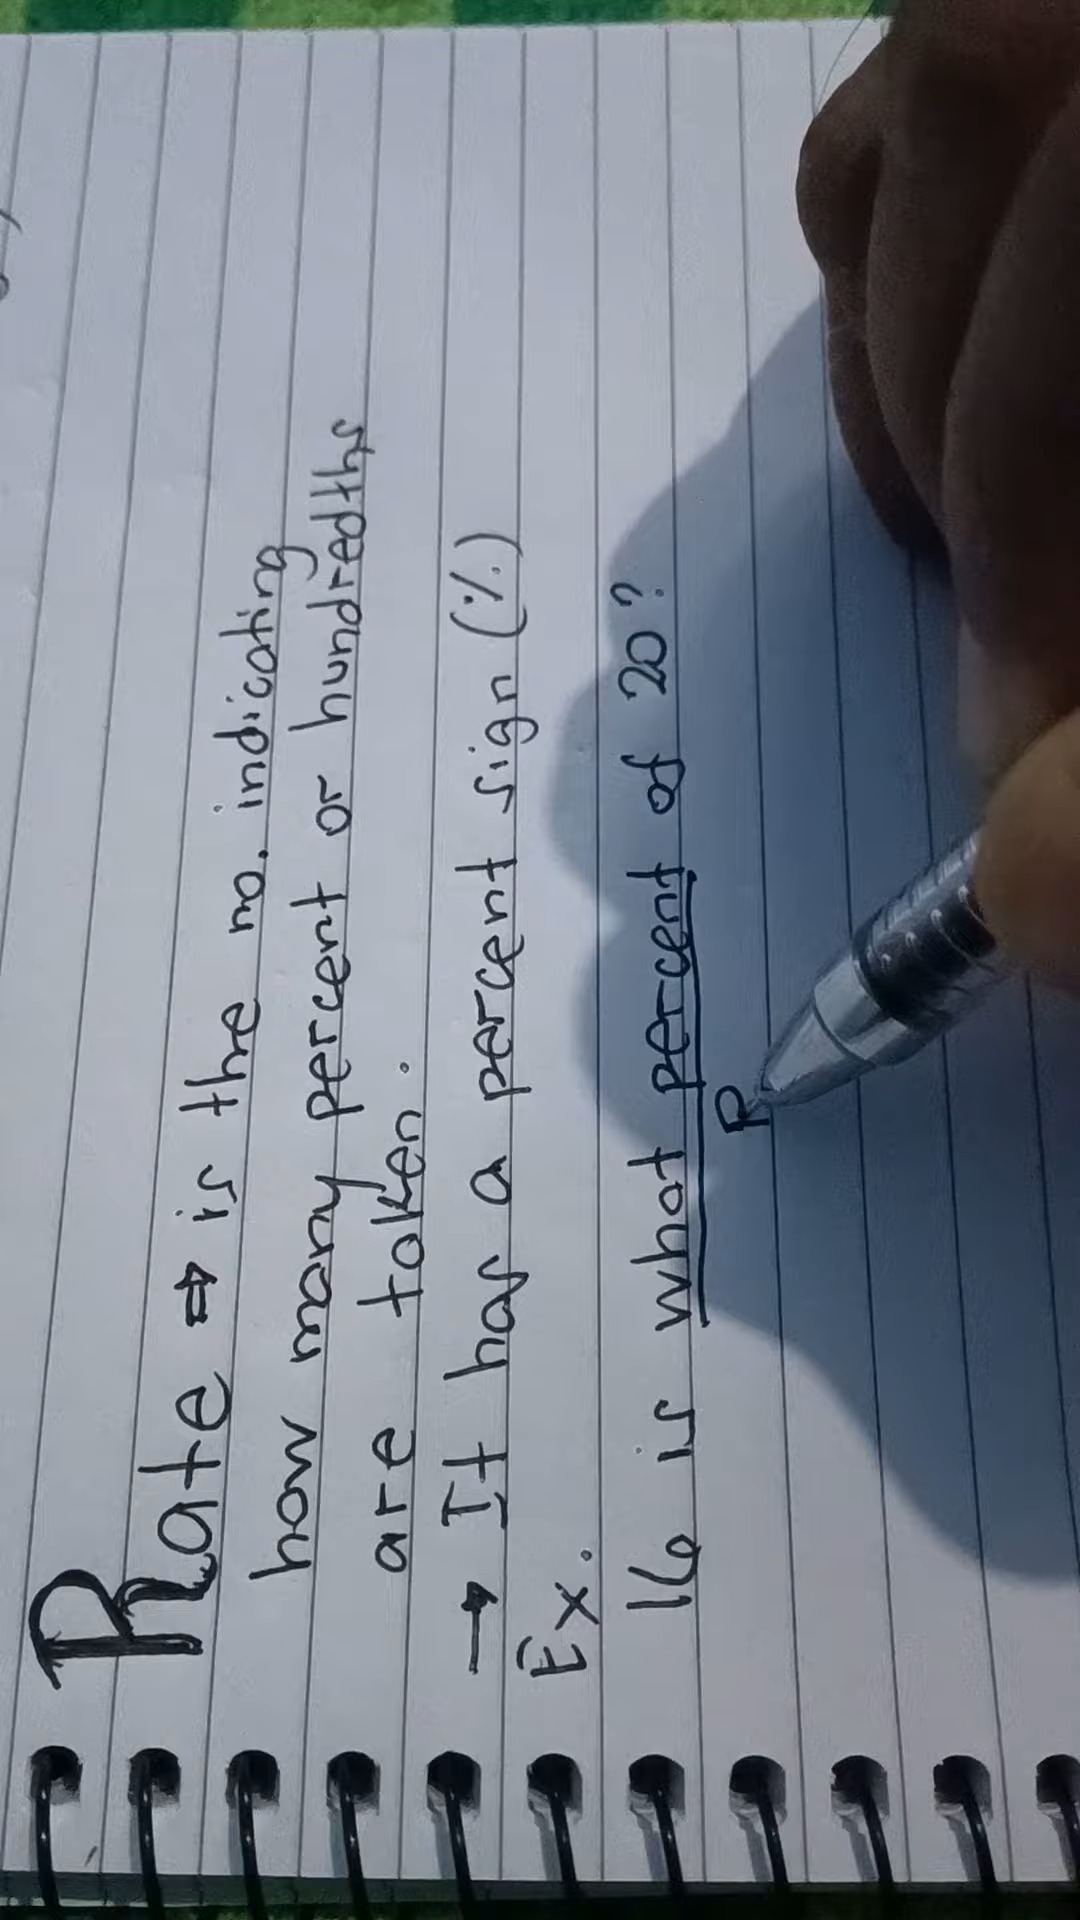 Rate ⇒ is the no. indicating
how many percent or hundredths
are taken.
→ It has a percent sign (%)
Ex.
16 is what percent of 20?
R